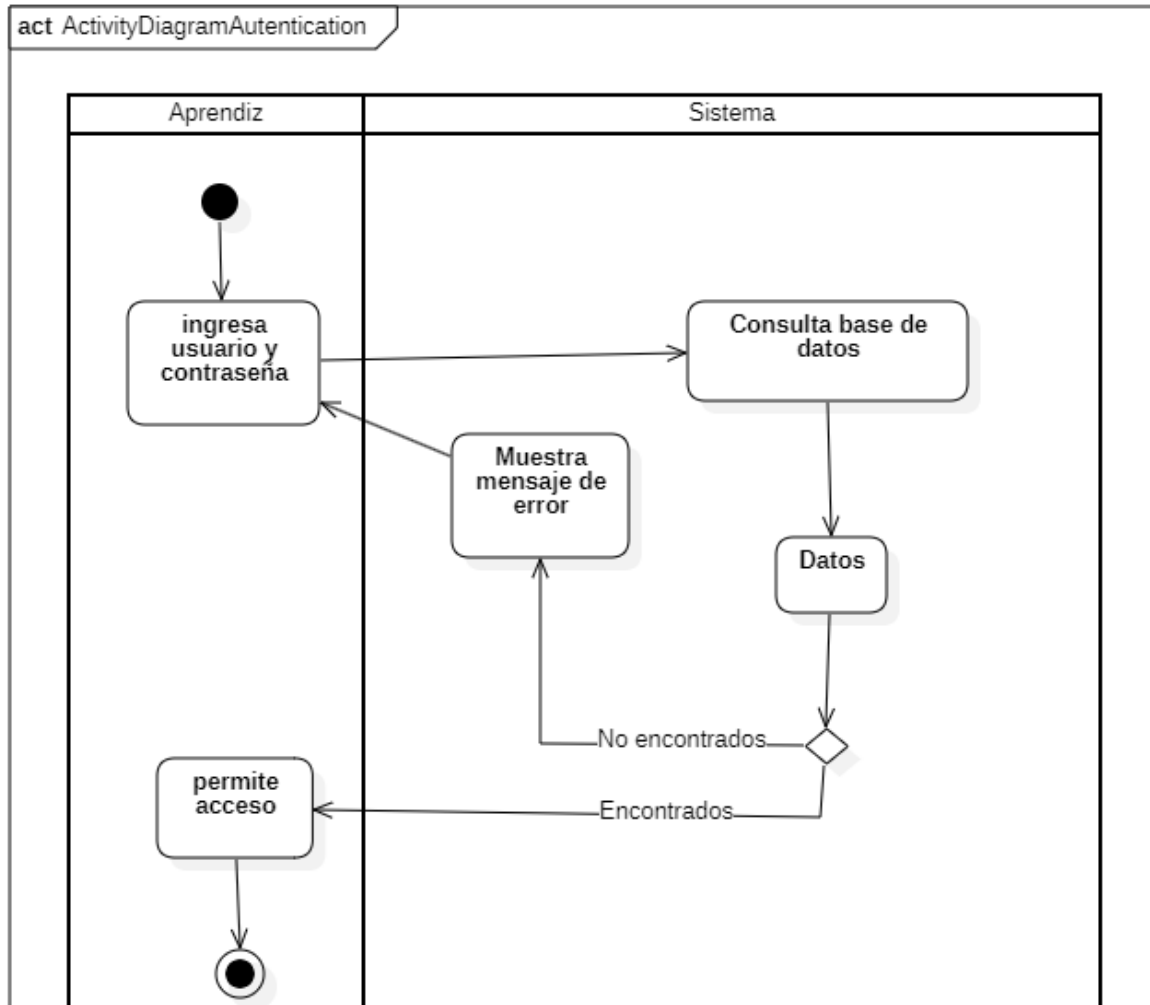 act ActivityDiagramAutentication
Aprendiz
Sistema
ingresa
usuario y
contraseña
Consulta base de
datos
Muestra
mensaje de
error
Datos
No encontrados
permite
acceso
Encontrados